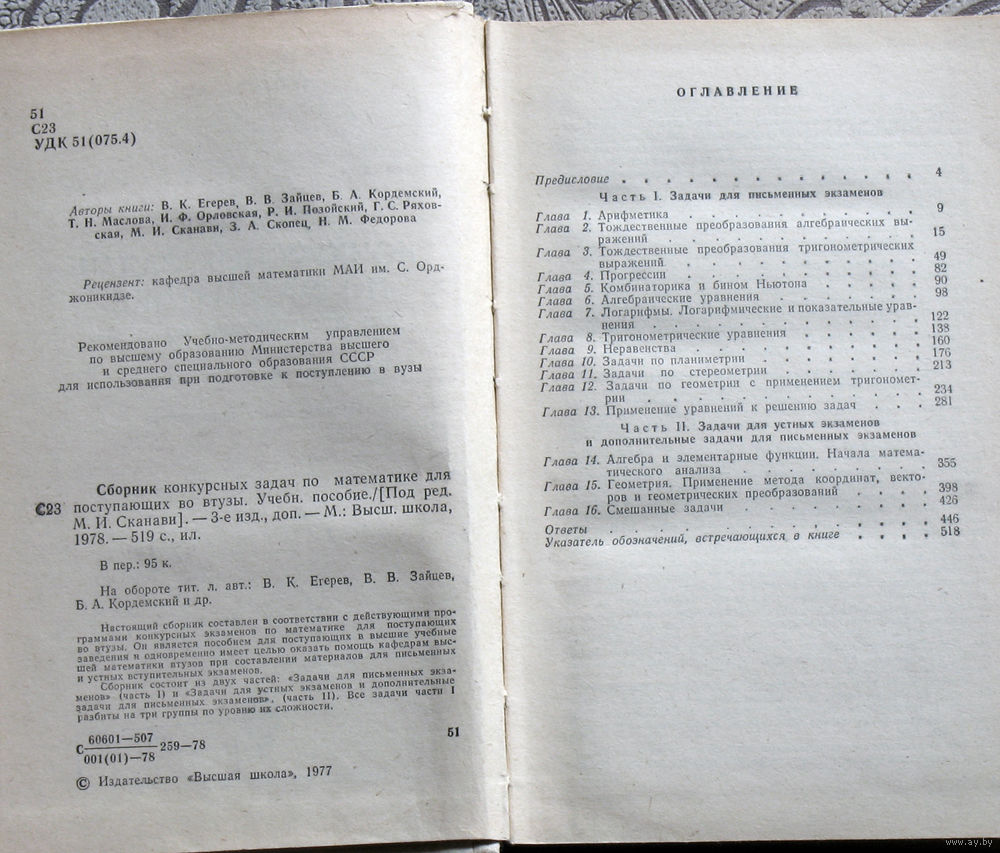 51
С23
УДК 51(075.4)
Авторы книги: В. К. Егерев, В. В. Зайцев, Б. А. Кордемский,
Т. Н. Маслова, И. Ф. Орловская, Р. И. Позойский, Г. С. Ряхов-
ская, М. И. Сканави, З. А. Скопец, Н. М. Федорова
Рецензент: кафедра высшей математики МАИ им. С. Орд-
жоникидзе.
Рекомендовано Учебно-методическим управлением
по высшему образованию Министерства высшего
и среднего специального образования СССР
для использования при подготовке к поступлению в вузы
Сборник конкурсных задач по математике для
С23 поступающих во втузы. Учебн. пособие./[Под ред.
М. И. Сканави]. — 3-е изд., доп. — М.: Высш. школа,
1978. — 519 с., ил.
В пер.: 95 к.
На обороте тит. л. авт.: В. К. Егерев, В. В. Зайцев,
Б. А. Кордемский и др.
Настоящий сборник составлен в соответствии с действующими про-
граммами конкурсных экзаменов по математике для поступающих
во втузы. Он является пособием для поступающих в высшие учебные
заведения и одновременно имеет целью оказать помощь кафедрам выс-
шей математики втузов при составлении материалов для письменных
и устных вступительных экзаменов.
Сборник состоит из двух частей: «Задачи для письменных экза-
менов» (часть I) и «Задачи для устных экзаменов и дополнительные
задачи для письменных экзаменов». (часть II). Все задачи части I
разбиты на три группы по уровню их сложности.
С 60601—507
001(01)—78 259—78
51
© Издательство «Высшая школа», 1977
ОГЛАВЛЕНИЕ
Предисловие . . . . . . . . . . . . 4
Часть I. Задачи для письменных экзаменов
Глава 1. Арифметика . . . . . . . . . . 9
Глава 2. Тождественные преобразования алгебраических вы-
ражений . . . . . . . . . . 15
Глава 3. Тождественные преобразования тригонометрических
выражений . . . . . . . . . . 49
Глава 4. Прогрессии . . . . . . . . . . 82
Глава 5. Комбинаторика и бином Ньютона . . . . . 90
Глава 6. Алгебраические уравнения . . . . . . 98
Глава 7. Логарифмы. Логарифмические и показательные урав-
нения . . . . . . . . . . 122
Глава 8. Тригонометрические уравнения . . . . . 138
Глава 9. Неравенства . . . . . . . . . 160
Глава 10. Задачи по планиметрии . . . . . . 176
Глава 11. Задачи по стереометрии . . . . . . 213
Глава 12. Задачи по геометрии с применением тригономет-
рии . . . . . . . . . . 234
Глава 13. Применение уравнений к решению задач . . . 281
Часть II. Задачи для устных экзаменов
и дополнительные задачи для письменных экзаменов
Глава 14. Алгебра и элементарные функции. Начала матема-
тического анализа . . . . . . . . 355
Глава 15. Геометрия. Применение метода координат, векто-
ров и геометрических преобразований . . . . 398
Глава 16. Смешанные задачи . . . . . . . 426
Ответы . . . . . . . . . . . . 446
Указатель обозначений, встречающихся в книге . . . . 518
www.ay.by